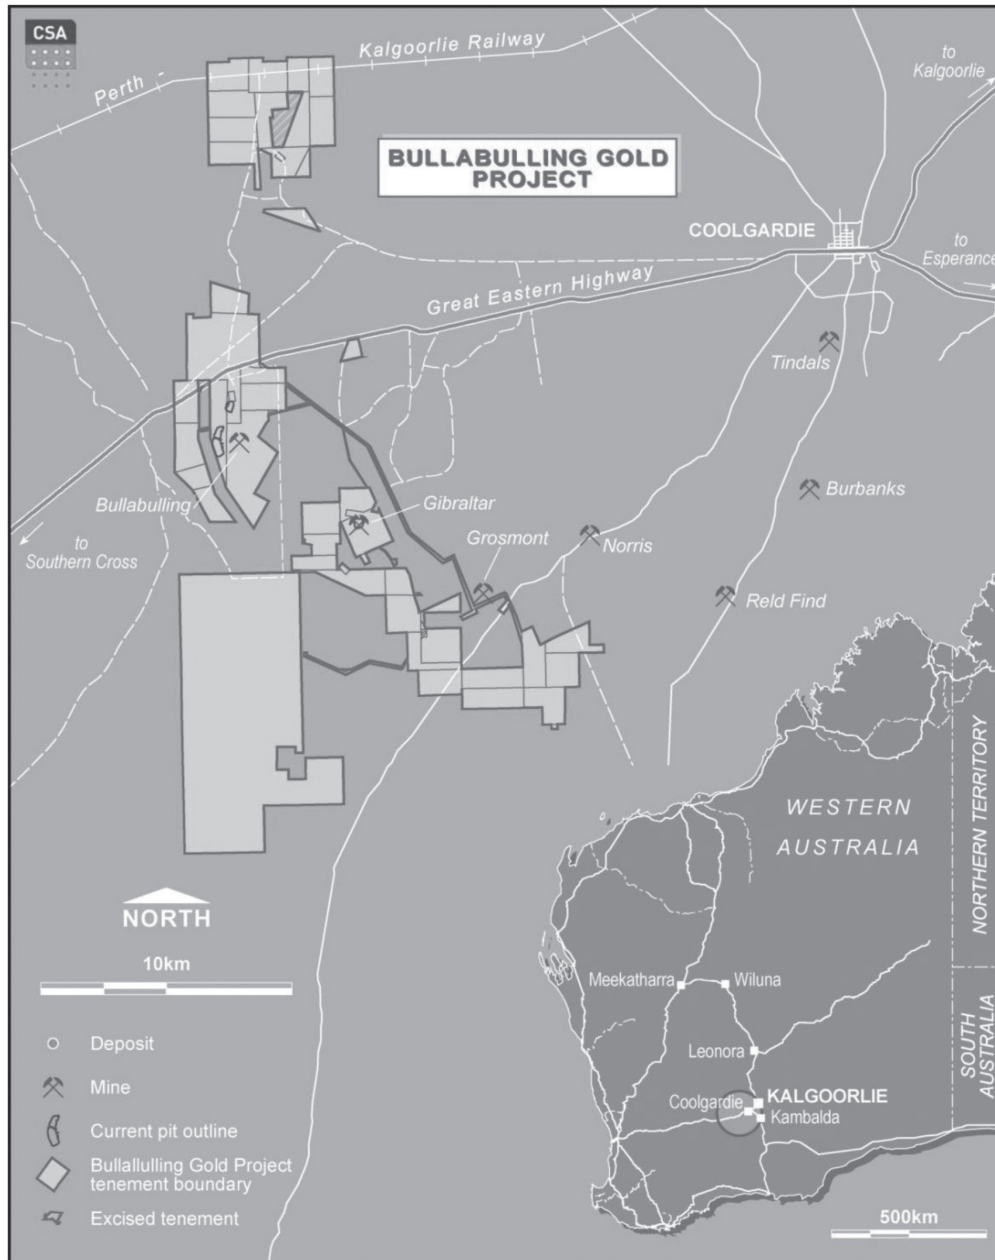 CSA
Perth - Kalgoorlie Railway
to
Kalgoorlie
BULLABULLING GOLD
PROJECT
COOLGARDIE
to
Esperance
Great Eastern Highway
Tindals
Bullabulling
Gibraltar
Burbanks
Grosmont
Norris
to
Southern Cross
Reld Find
WESTERN
AUSTRALIA
NORTHERN TERRITORY
NORTH
10km
Meekatharra
Wiluna
SOUTH
AUSTRALIA
Leonora
Deposit
Mine
Coolgardie
KALGOORLIE
Kambalda
Current pit outline
Bullallulling Gold Project
tenement boundary
Excised tenement
500km